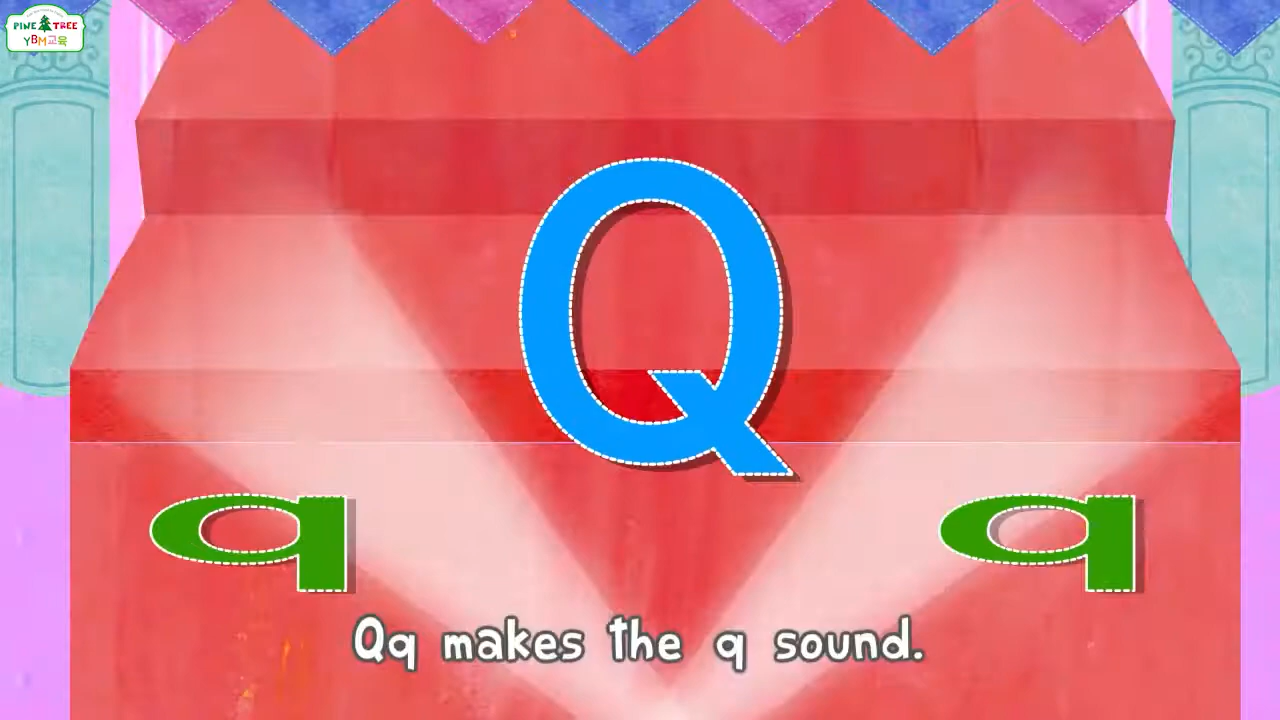 PINE TREE
YBM교육
Q
q q
Qq makes the q sound.